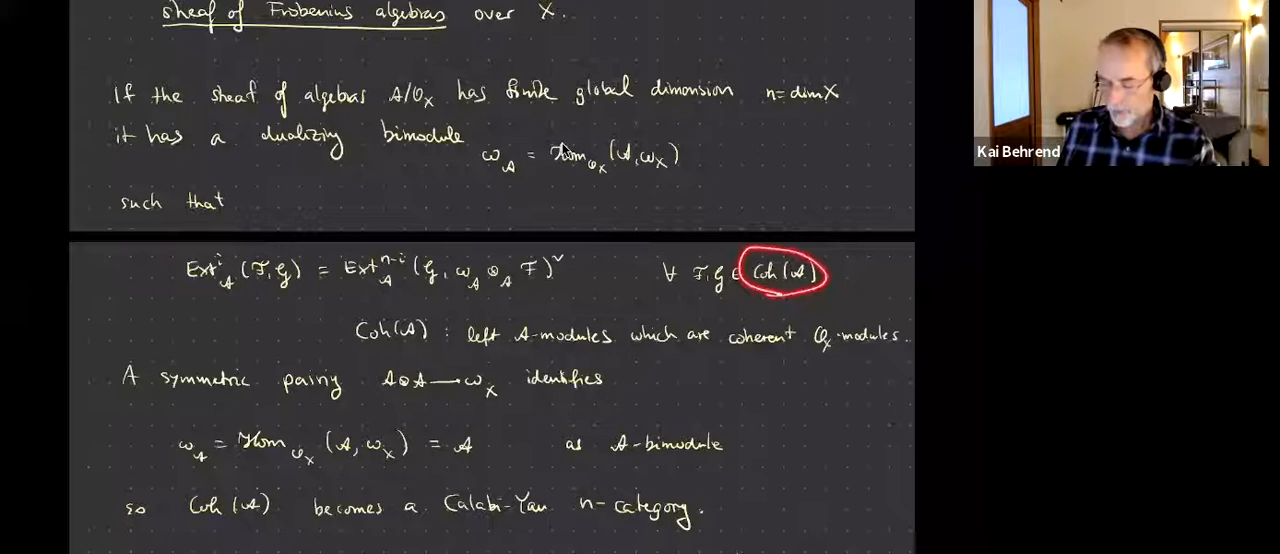 sheaf of Frobenius algebras over X.
If the sheaf of algebras A/O_X has finite global dimension n=dim X
it has a dualizing bimodule ω_A = Hom_{O_X}(A, ω_X)
such that
Ext^i_A(F,G) = Ext^{n-i}_A(G, ω_A ⊗_A F)^∨ ∀ F,G ∈ Coh(A)
Coh(A): left A-modules which are coherent O_X-modules.
A symmetric pairing A⊗A → ω_X identifies
ω_A = Hom_{O_X}(A, ω_X) = A as A-bimodule
so Coh(A) becomes a Calabi-Yau n-category.
Kai Behrend